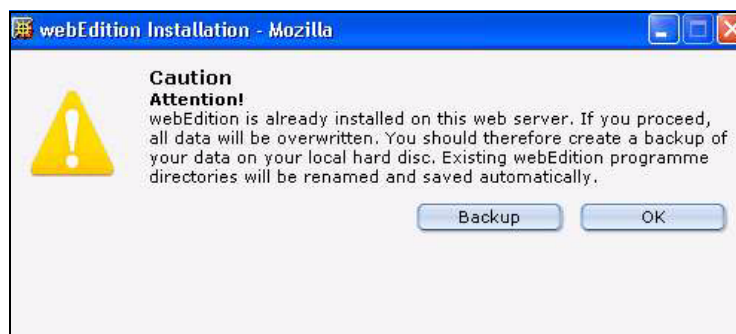 webEdition Installation - Mozilla
Caution
Attention!
webEdition is already installed on this web server. If you proceed,
all data will be overwritten. You should therefore create a backup of
your data on your local hard disc. Existing webEdition programme
directories will be renamed and saved automatically.
Backup OK